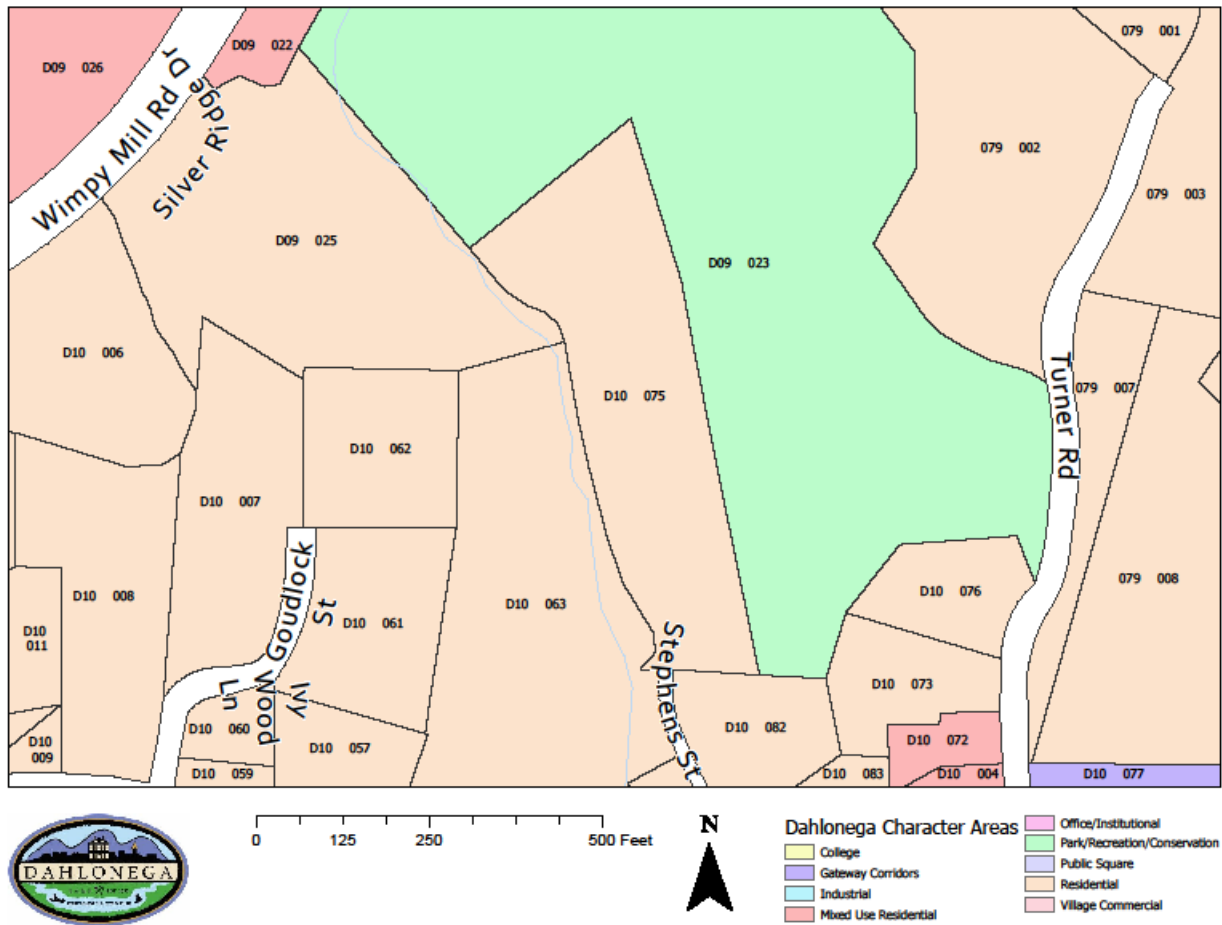 079 001
D09 022
D09 026
Wimpy Mill Rd
Silver Ridge Dr
079 002
079 003
D09 025
D09 023
D10 006
Turner Rd
079 007
D10 075
D10 062
D10 007
079 008
D10 076
D10 008
D10 063
Goudlock St
D10 061
D10
011
Stephens St
D10 073
Ivy
Wood
Ln
D10 060
D10 082
D10 072
D10
009
D10 057
D10 059
D10 083
D10 004
D10 077
DAHLONEGA
0 125 250 500 Feet
N
Dahlonega Character Areas
College
Gateway Corridors
Industrial
Mixed Use Residential
Office/Institutional
Park/Recreation/Conservation
Public Square
Residential
Village Commercial